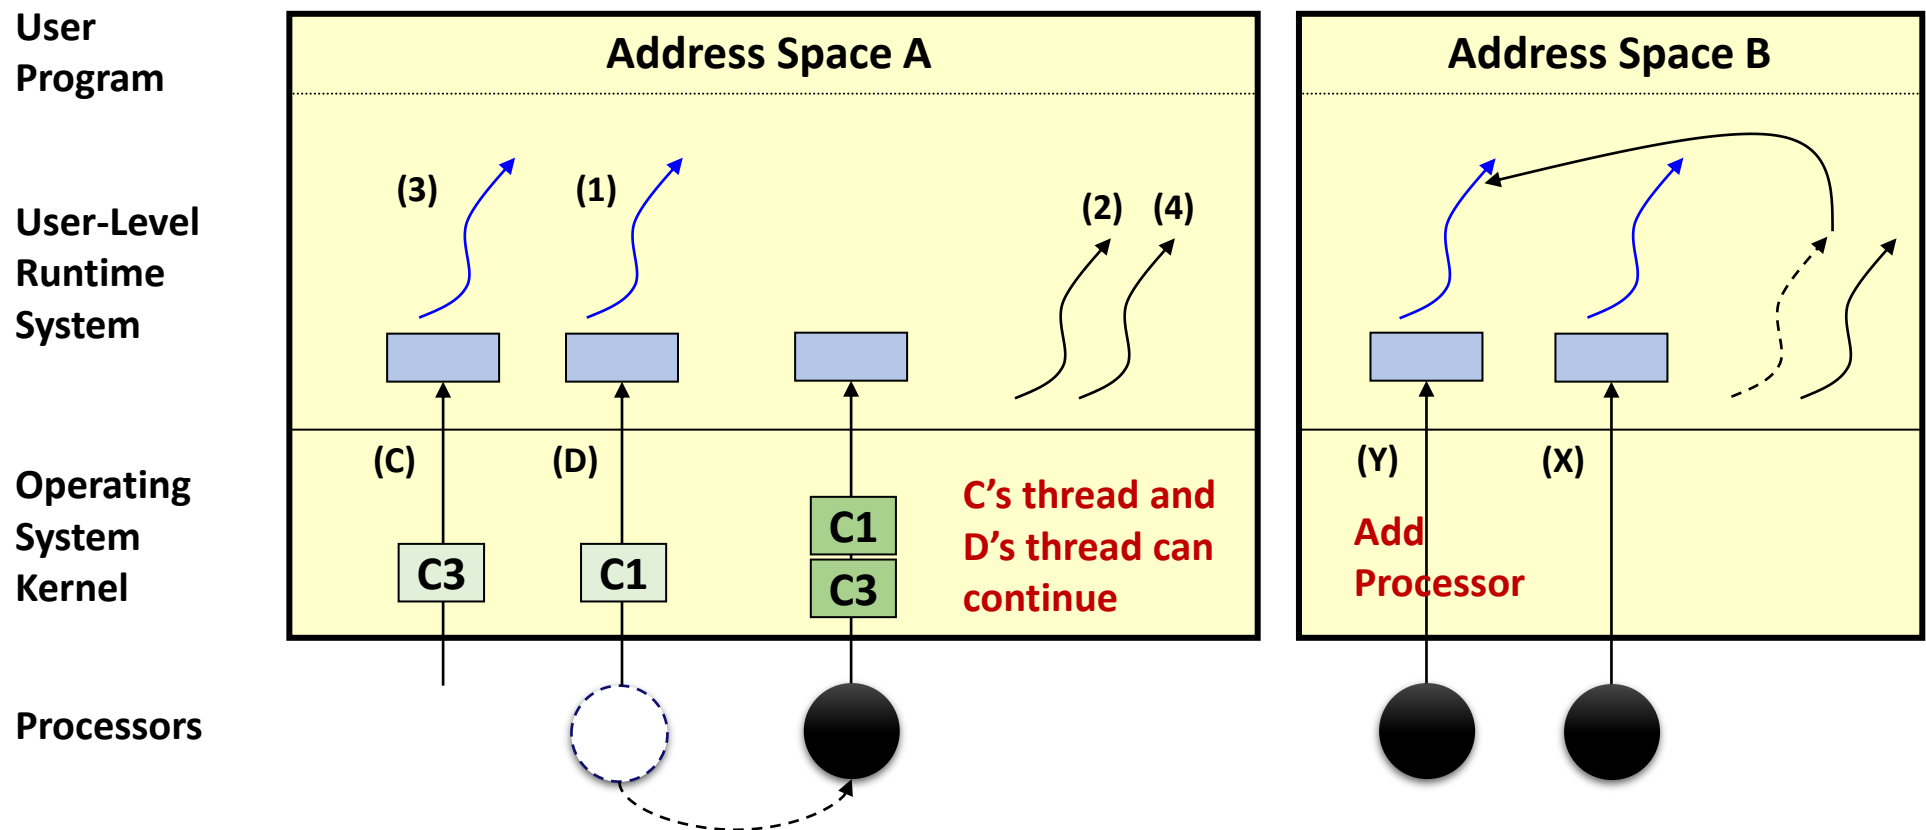 User
Program
Address Space A
Address Space B
(3)
(1)
(2)
(4)
User-Level
Runtime
System
(C)
(D)
(Y)
(X)
Operating
System
Kernel
C3
C1
C1
C3
C's thread and
D's thread can
continue
Add
Processor
Processors